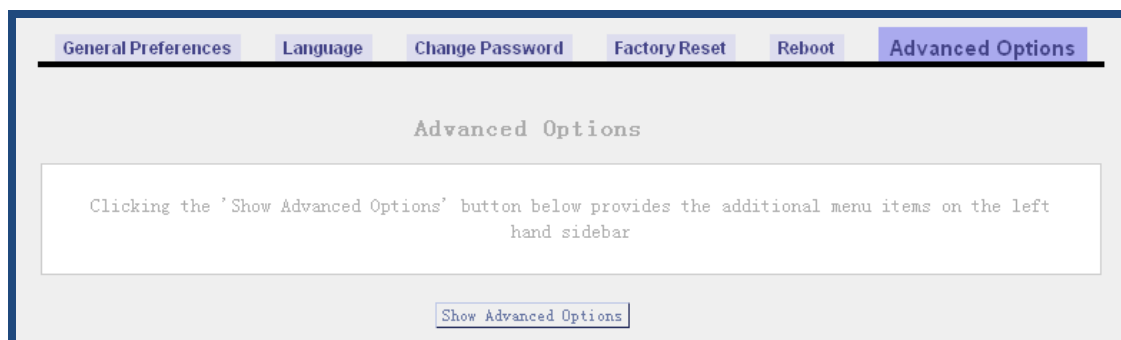 General Preferences Language Change Password Factory Reset Reboot Advanced Options
Advanced Options
Clicking the 'Show Advanced Options' button below provides the additional menu items on the left
hand sidebar
Show Advanced Options